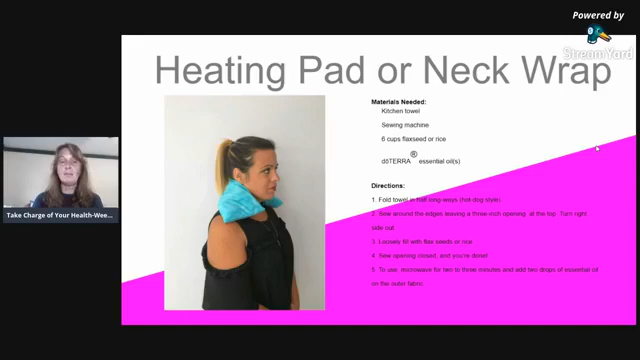 Powered by
StreamYard
Heating Pad or Neck Wrap
Materials Needed:
Kitchen towel
Sewing machine
6 cups flaxseed or rice
dōTERRA® essential oil(s)
Directions:
1. Fold towel in half long-ways (hot-dog style)
2. Sew around the edges leaving a three-inch opening at the top Turn right
side out
3. Loosely fill with flax seeds or rice
4. Sew opening closed, and you're done!
5 To use microwave for two to three minutes and add two drops of essential oil
on the outer fabric
Take Charge of Your Health-Wee...